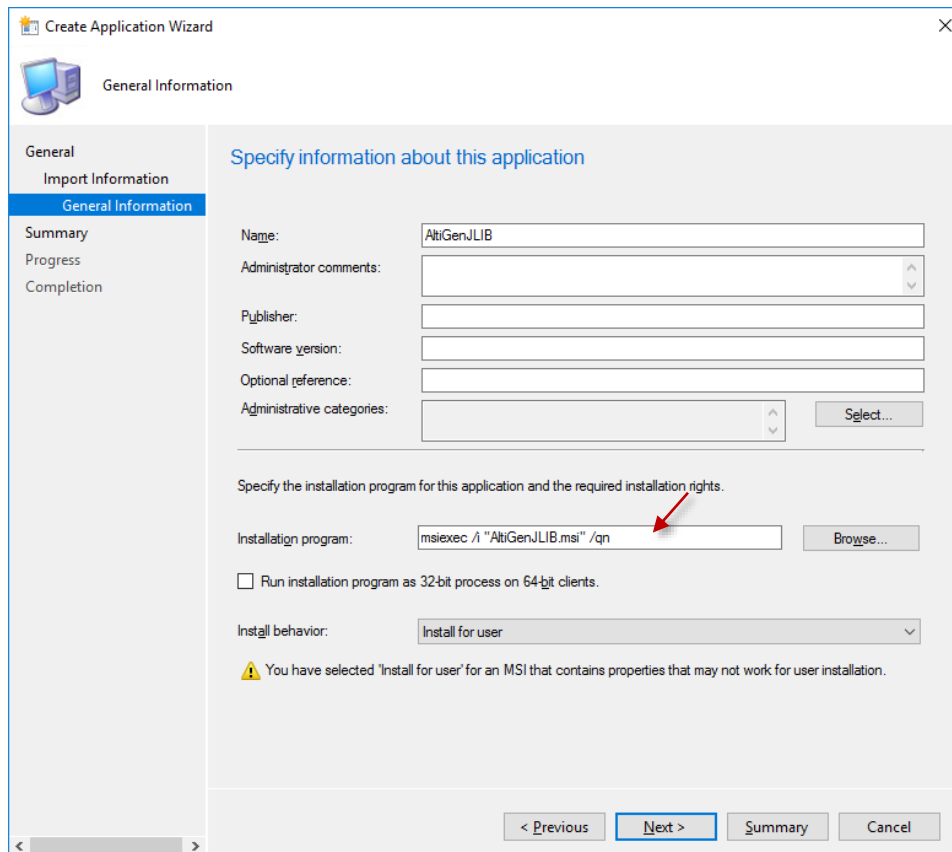 Create Application Wizard
General Information
General
Import Information
General Information
Summary
Progress
Completion
Specify information about this application
Name:
AltiGenJLIB
Administrator comments:
Publisher:
Software version:
Optional reference:
Administrative categories:
Select...
Specify the installation program for this application and the required installation rights.
Installation program:
msiexec /i "AltiGenJLIB.msi" /qn
Browse...
Run installation program as 32-bit process on 64-bit clients.
Install behavior:
Install for user
You have selected 'Install for user' for an MSI that contains properties that may not work for user installation.
< Previous
Next >
Summary
Cancel